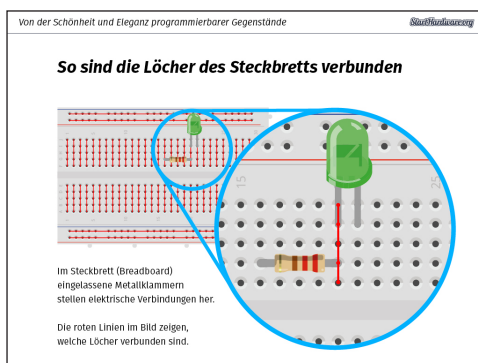 Von der Schönheit und Eleganz programmierbarer Gegenstände
StartHardware.org
So sind die Löcher des Steckbretts verbunden
15
25
Im Steckbrett (Breadboard)
eingelassene Metallklammern
stellen elektrische Verbindungen her.
Die roten Linien im Bild zeigen,
welche Löcher verbunden sind.